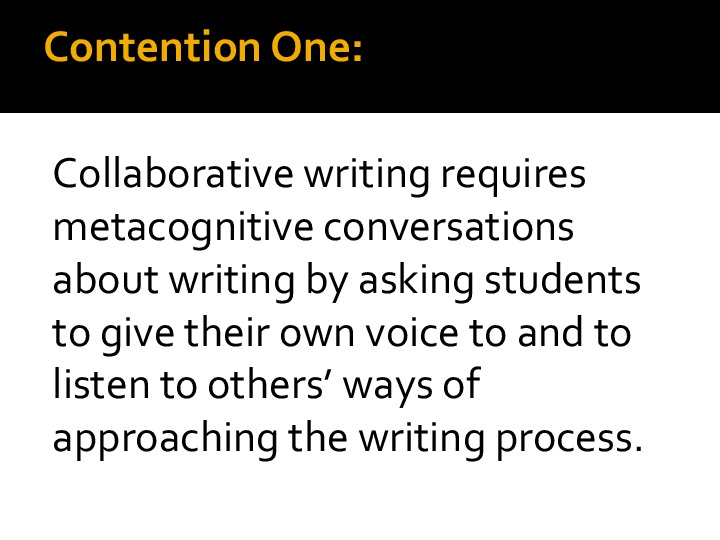 Contention One:
Collaborative writing requires
metacognitive conversations
about writing by asking students
to give their own voice to and to
listen to others’ ways of
approaching the writing process.